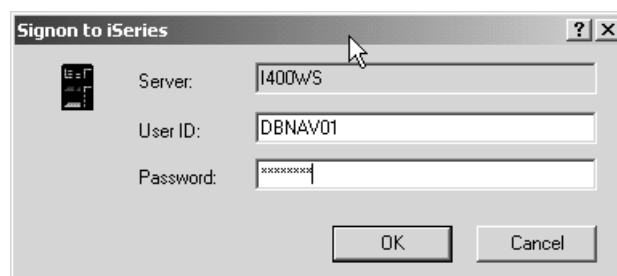 Signon to iSeries ? ×
Server: I400WS
User ID: DBNAV01
Password: ********
OK Cancel